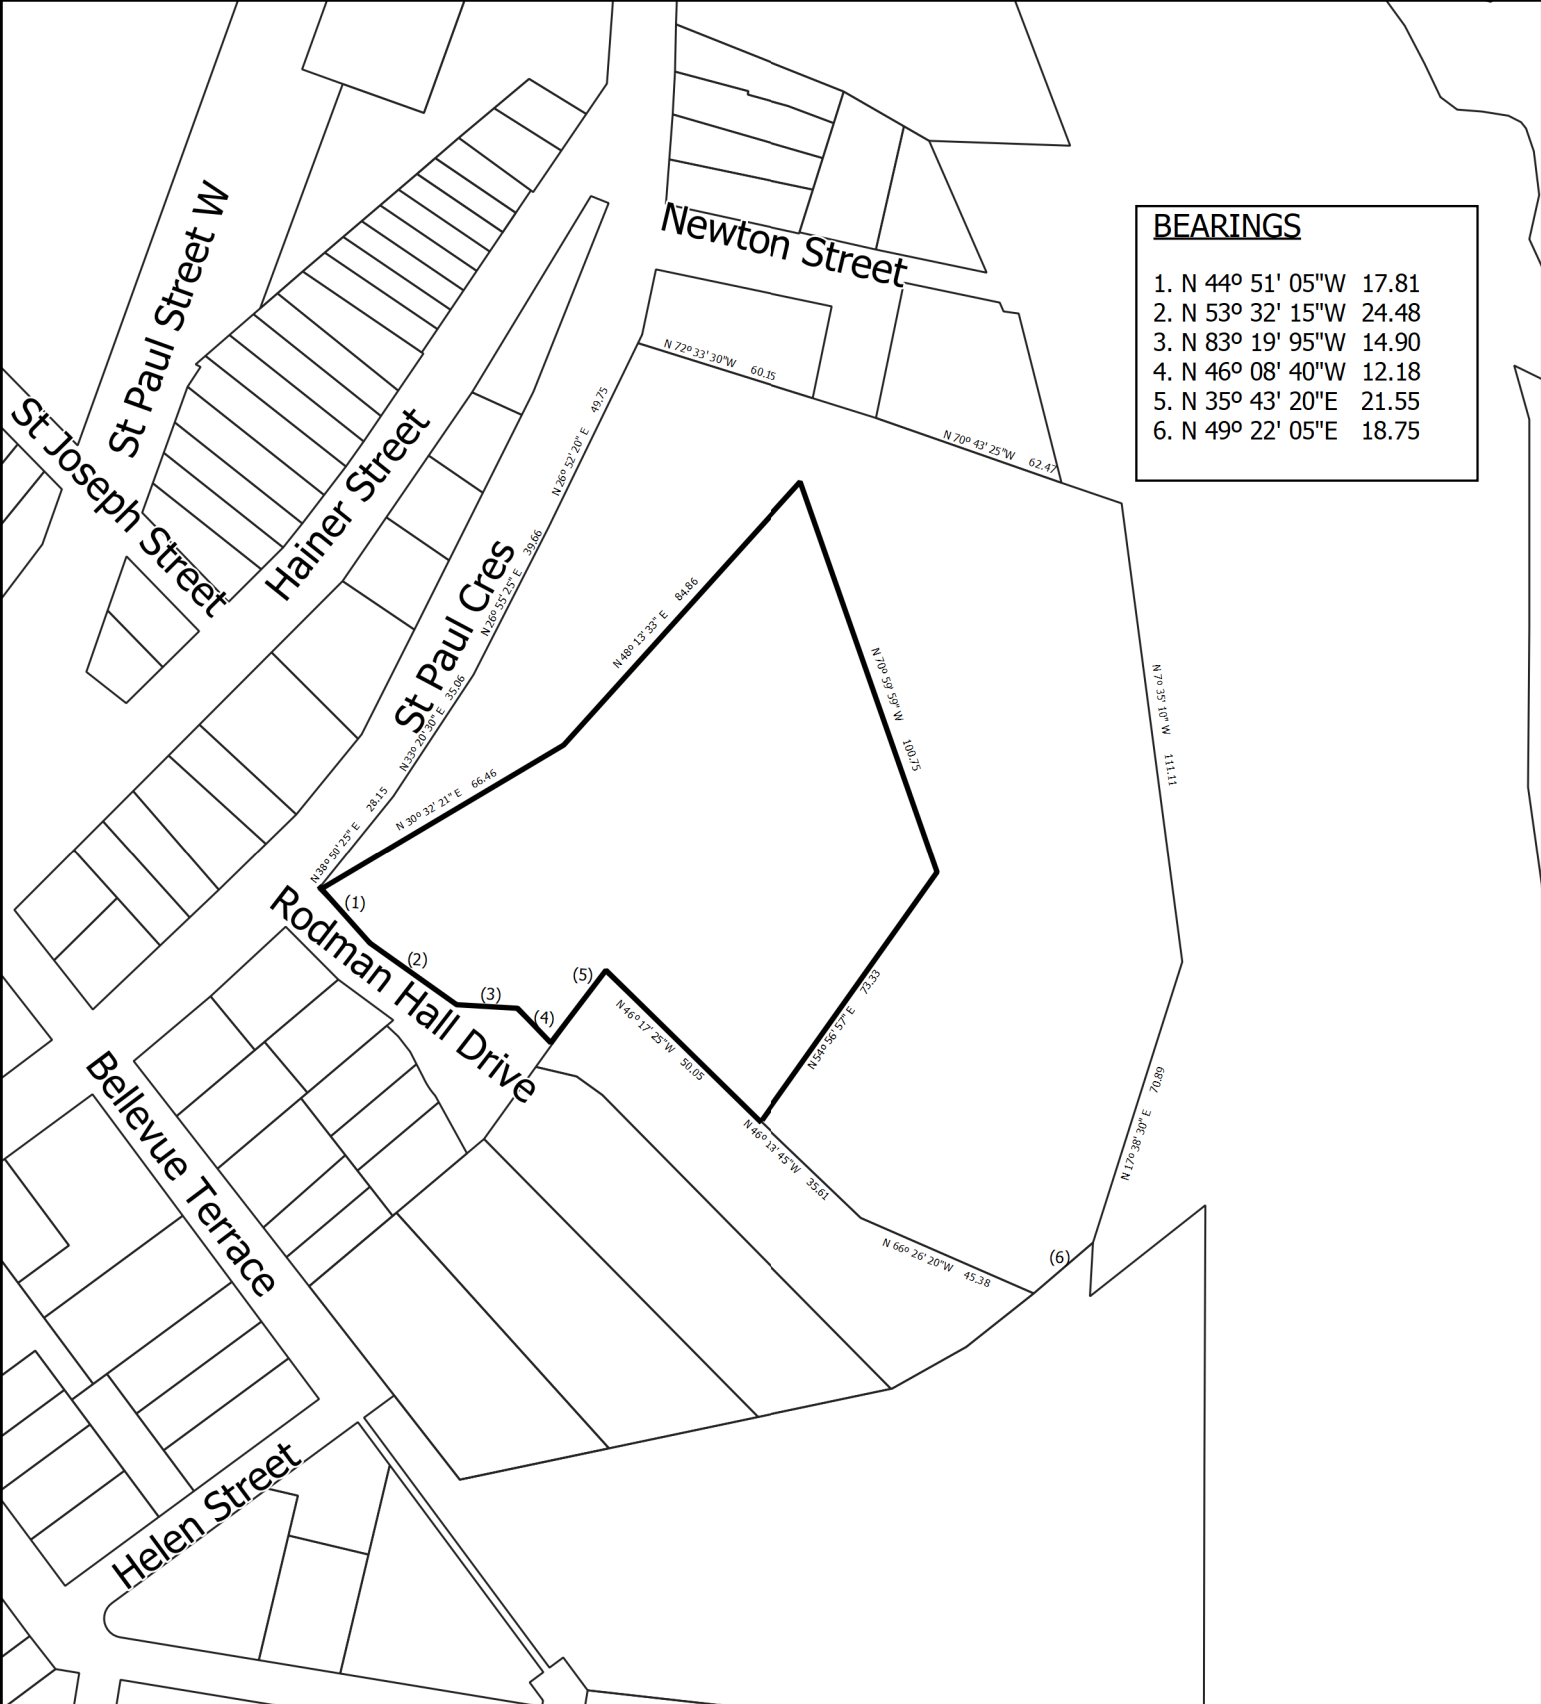 Newton Street
St Paul Street W
BEARINGS
1. N 44º 51' 05"W 17.81
2. N 53º 32' 15"W 24.48
3. N 83º 19' 95"W 14.90
4. N 46º 08' 40"W 12.18
5. N 35º 43' 20"E 21.55
6. N 49º 22' 05"E 18.75
N 72º 33' 30"W 60.15
St Joseph Street
Hainer Street
N 26º 52' 20" E 49.75
N 70º 43' 25"W 62.47
St Paul Cres
N 26º 55' 25" E 39.66
N 48º 13' 33" E 84.86
N 70º 59' 59" W 100.75
N 7º 35' 10" W 111.11
N 33º 20' 30" E 35.06
N 30º 32' 21" E 66.46
N 38º 50' 25" E 28.15
Rodman Hall Drive
(1)
(2)
(3)
(4)
(5)
N 46º 17' 25"W 50.05
N 54º 56' 57" E 73.33
N 46º 13' 45"W 35.61
N 17º 38' 30" E 70.89
Bellevue Terrace
N 66º 26' 20"W 45.38
(6)
Helen Street